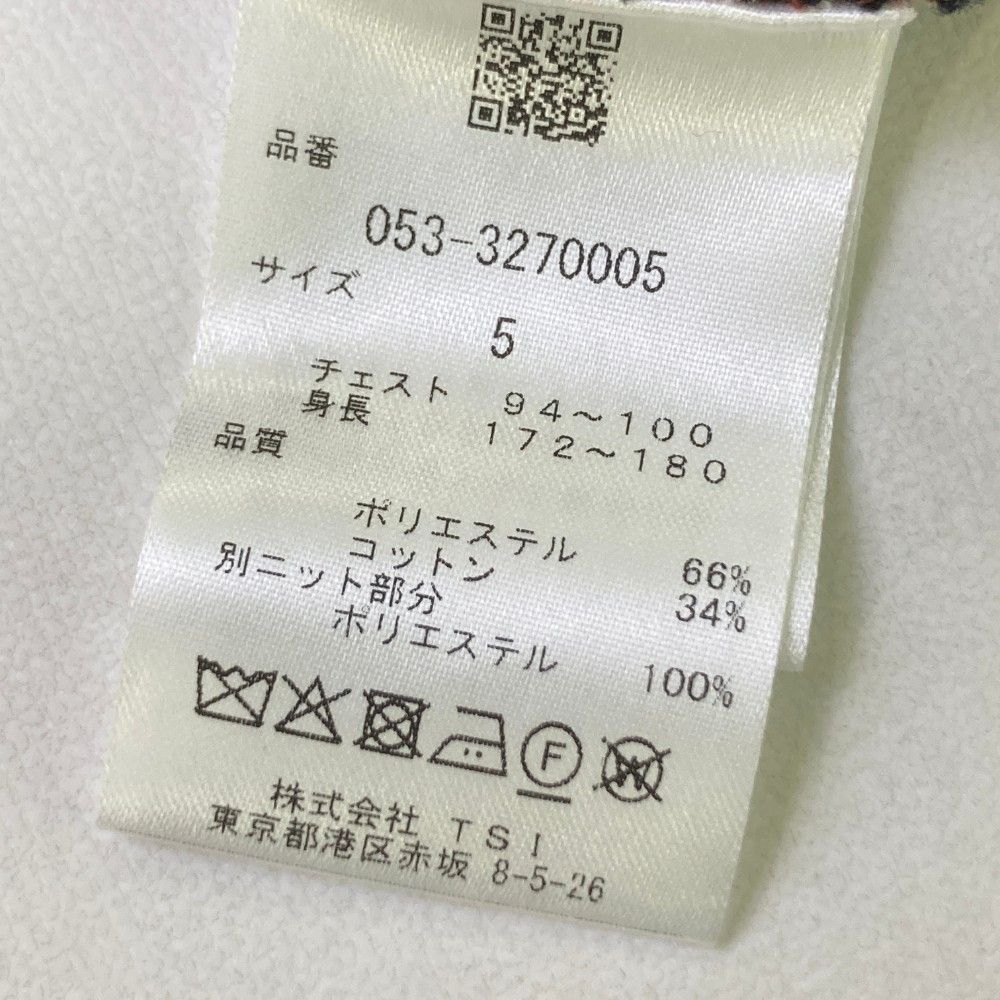 品番
053-3270005
サイズ
5
チェスト 94～100
身長 172～180
品質
ポリエステル 66%
コットン 34%
別ニット部分
ポリエステル 100%
F W
株式会社 TSI
東京都港区赤坂 8-5-26